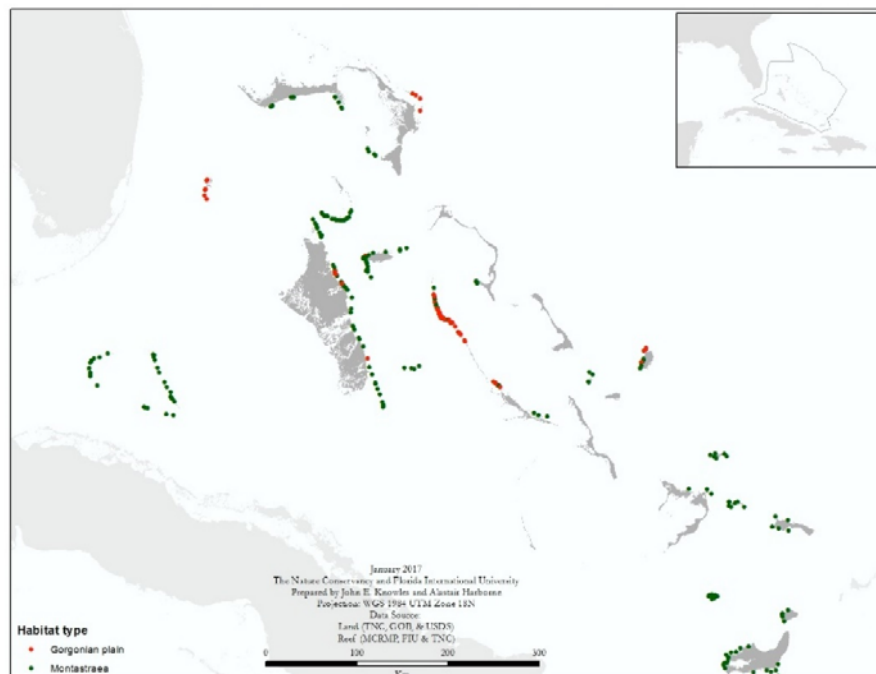 January 2017
The Nature Conservancy and Florida International University
Prepared by John E. Knowles and Alastair Harborne
Projection: WGS 1984 UTM Zone 18N
Data Source:
Land (TNC, GOB, & USDS)
Reef (MCRMP, FIU & TNC)
0 100 200 300
Habitat type
Gorgonian plain
Montastraea